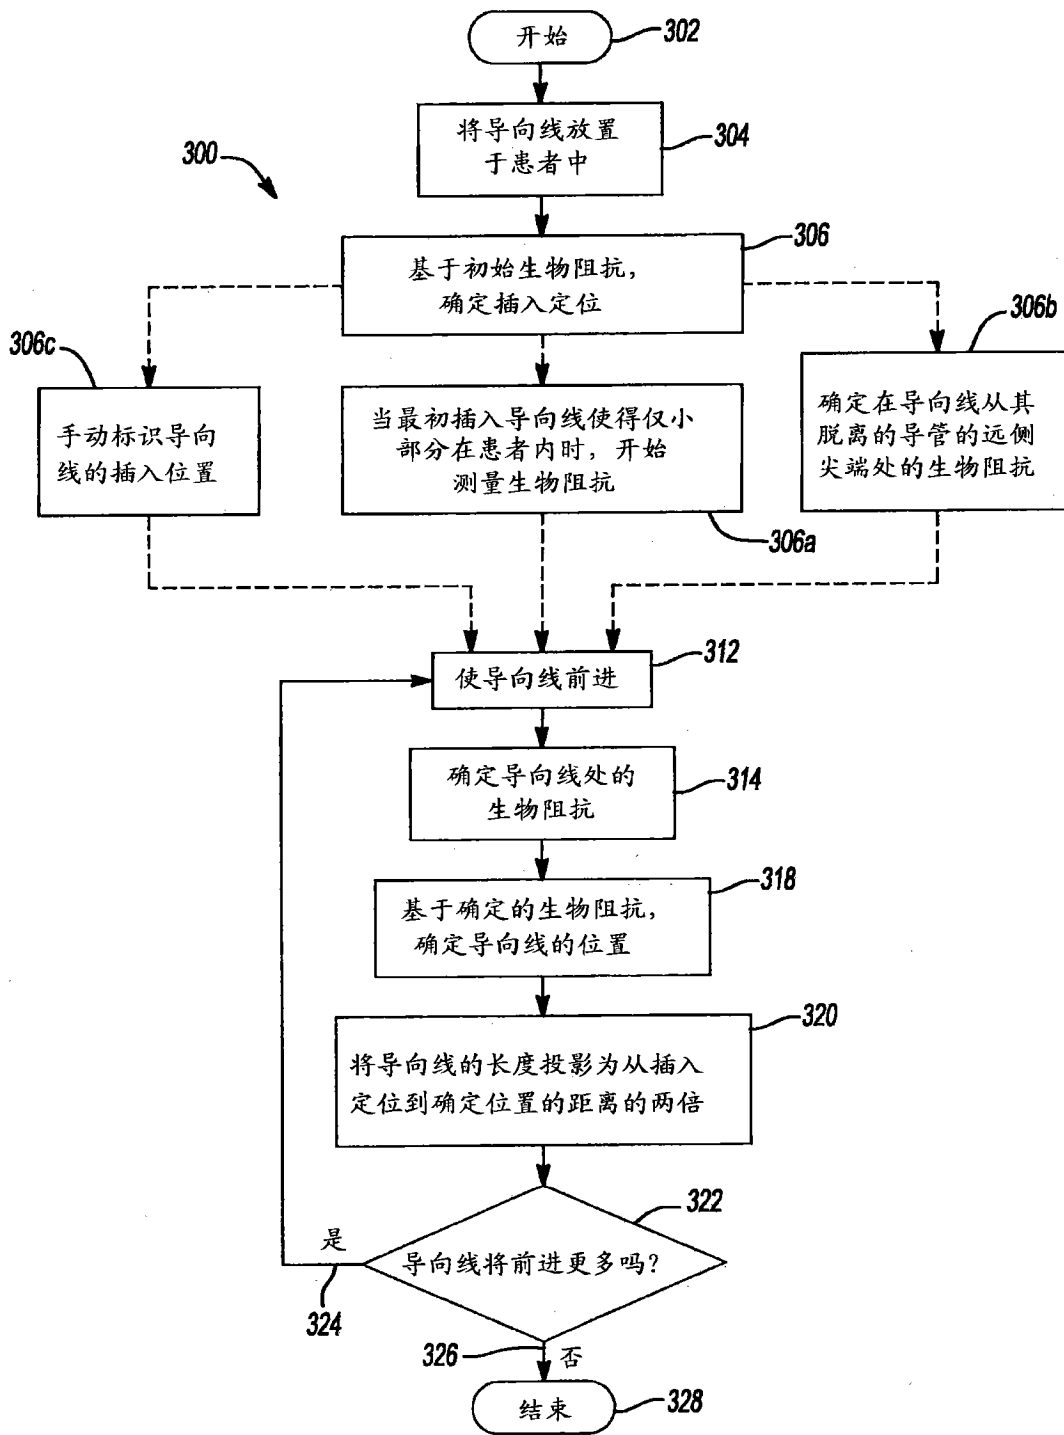 开始
302
将导向线放置
于患者中
304
300
306
基于初始生物阻抗，
确定插入定位
306c
306b
手动标识导向
线的插入位置
当最初插入导向线使得仅小
部分在患者内时，开始
测量生物阻抗
确定在导向线从其
脱离的导管的远侧
尖端处的生物阻抗
306a
312
使导向线前进
确定导向线处的
生物阻抗
314
318
基于确定的生物阻抗，
确定导向线的位置
320
将导向线的长度投影为从插入
定位到确定位置的距离的两倍
322
是
导向线将前进更多吗？
324
326
否
结束
328